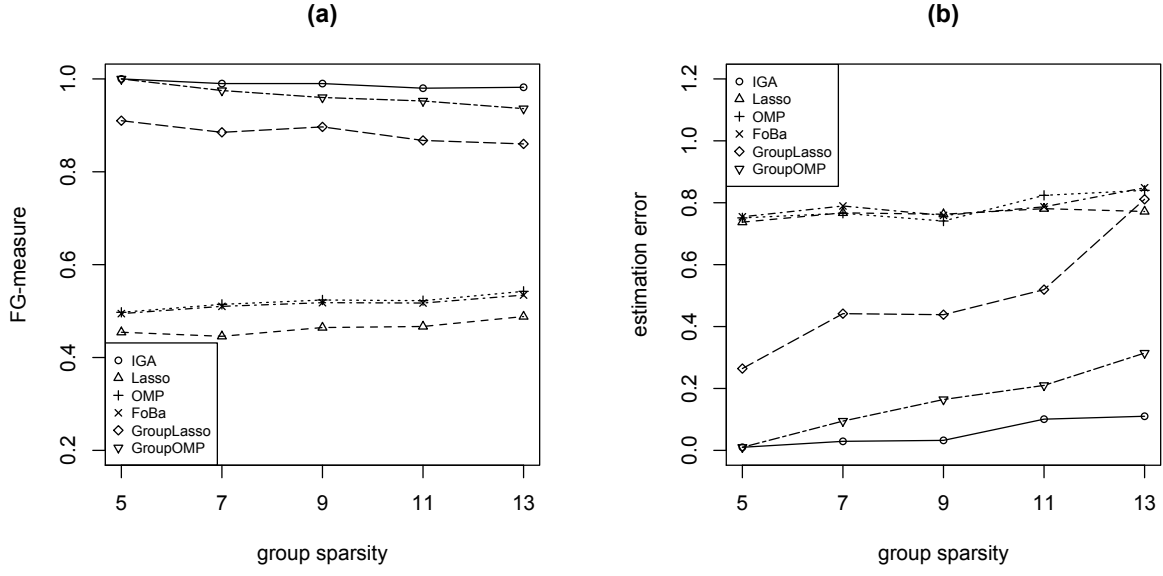 (a)
FG-measure
1.0
0.8
0.6
0.4
0.2
IGA
Lasso
OMP
FoBa
GroupLasso
GroupOMP
5 7 9 11 13
group sparsity
(b)
estimation error
1.2
1.0
0.8
0.6
0.4
0.2
0.0
IGA
Lasso
OMP
FoBa
GroupLasso
GroupOMP
5 7 9 11 13
group sparsity